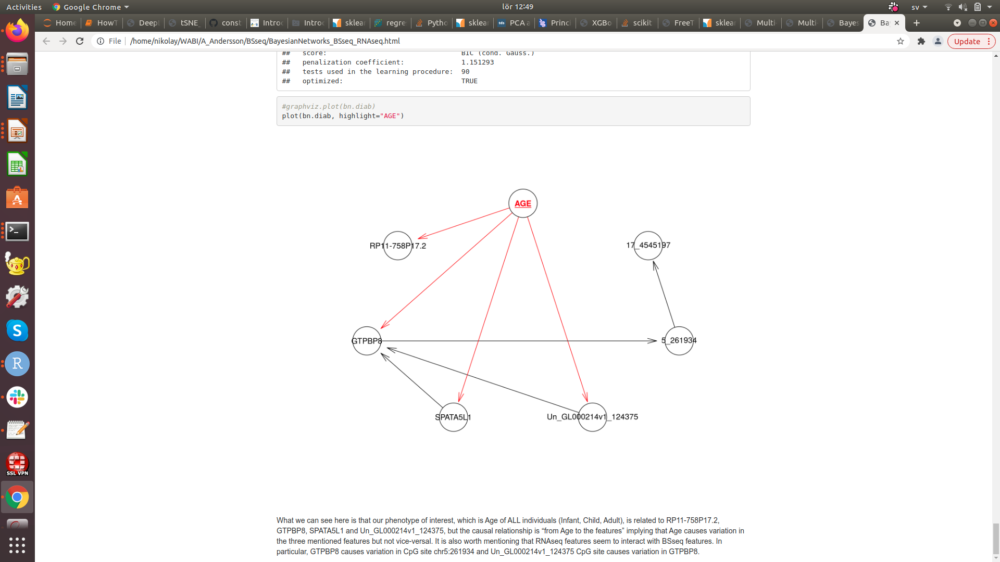 Activities
Google Chrome
lör 12:49
sv
Home
HowT
Deep
tSNE_
const
Introd
Introd
sklear
regre
Pytho
sklear
PCA a
Princi
XGBo
scikit
FreeT
sklear
Multi-
Multi-
Bayes
Ba
File
/home/nikolay/WABI/A_Andersson/BSseq/BayesianNetworks_BSseq_RNAseq.html
Update
## score: BIC (cond. Gauss.)
## penalization coefficient: 1.151293
## tests used in the learning procedure: 90
## optimized: TRUE
#graphviz.plot(bn.diab)
plot(bn.diab, highlight="AGE")
AGE
RP11-758P17.2
17_4545197
GTPBP8
5_261934
SPATA5L1
Un_GL000214v1_124375
SSL VPN
What we can see here is that our phenotype of interest, which is Age of ALL individuals (Infant, Child, Adult), is related to RP11-758P17.2,
GTPBP8, SPATA5L1 and Un_GL000214v1_124375, but the causal relationship is “from Age to the features” implying that Age causes variation in
the three mentioned features but not vice-versal. It is also worth mentioning that RNAseq features seem to interact with BSseq features. In
particular, GTPBP8 causes variation in CpG site chr5:261934 and Un_GL000214v1_124375 CpG site causes variation in GTPBP8.